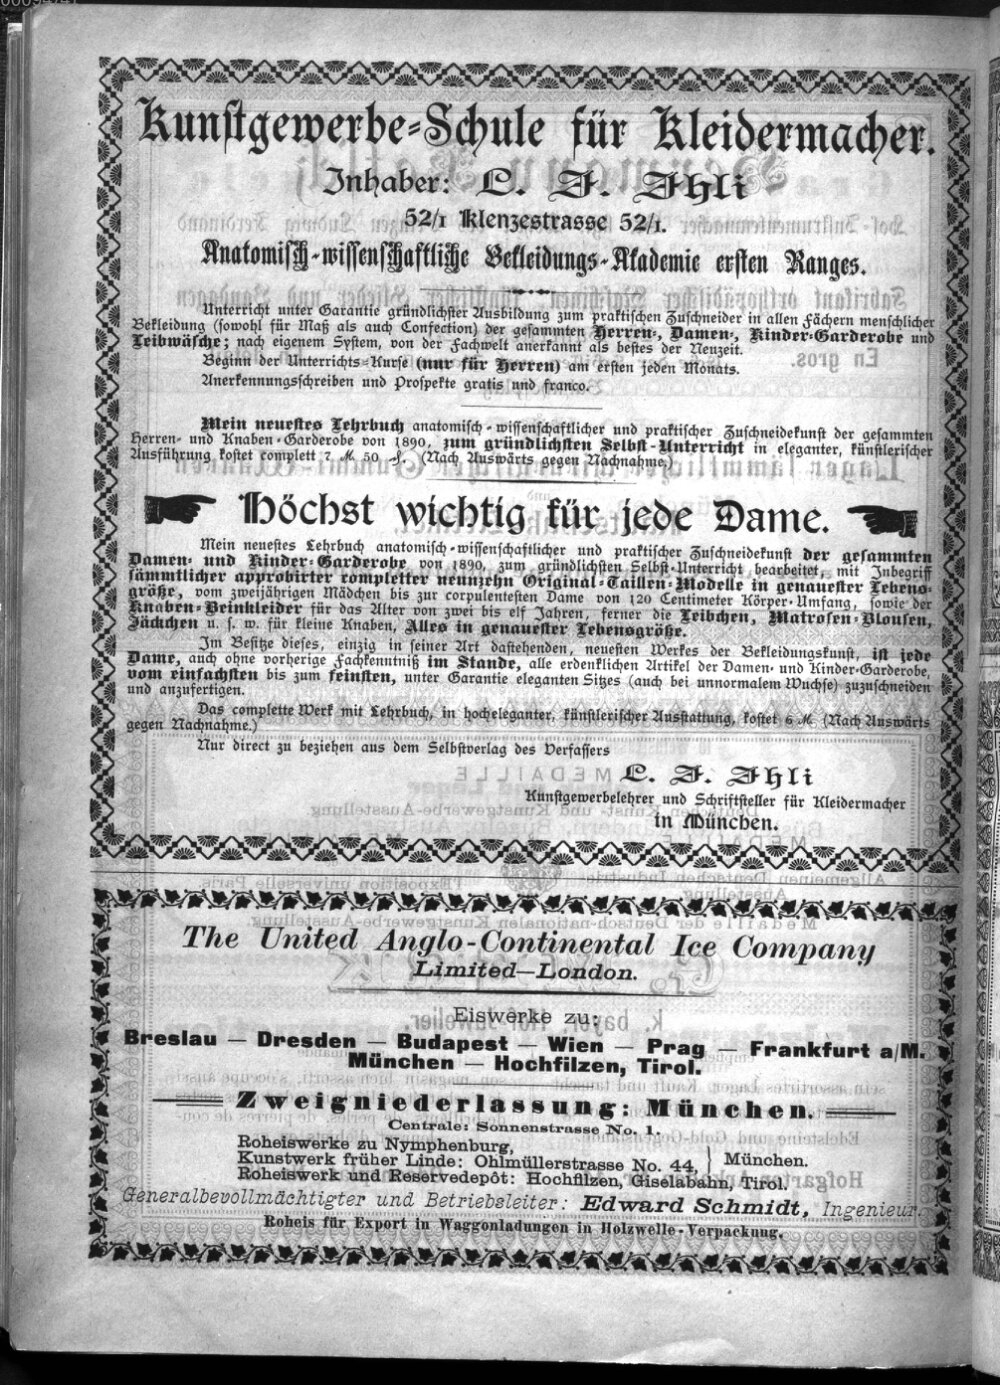 Kunstgewerbe-Schule für Kleidermacher.
Inhaber: L. J. Ihli
52/1 Klenzestrasse 52/1.
Anatomisch-wissenschaftliche Bekleidungs-Akademie ersten Ranges.
Unterricht unter Garantie gründlichster Ausbildung zum praktischen Zuschneider in allen Fächern menschlicher
Bekleidung (sowohl für Maß als auch Confection) der gesammten Herren-, Damen-, Kinder-Garderobe und
Leibwäsche; nach eigenem System, von der Fachwelt anerkannt als bestes der Neuzeit.
Beginn der Unterrichts-Kurse (nur für Herren) am ersten jeden Monats.
Anerkennungsschreiben und Prospekte gratis und franco.
Mein neuestes Lehrbuch anatomisch-wissenschaftlicher und praktischer Zuschneidekunst der gesammten
Herren- und Knaben-Garderobe von 1890, zum gründlichsten Selbst-Unterricht in eleganter, künstlerischer
Ausführung kostet complett 7 M. 50 ₰. (Nach Auswärts gegen Nachnahme.)
Höchst wichtig für jede Dame.
Mein neuestes Lehrbuch anatomisch-wissenschaftlicher und praktischer Zuschneidekunst der gesammten
Damen- und Kinder-Garderobe von 1890, zum gründlichsten Selbst-Unterricht bearbeitet, mit Inbegriff
sämmtlicher approbirter completter neunzehn Original-Taillen-Modelle in genauester Lebens-
größe, vom zweijährigen Mädchen bis zur corpulentesten Dame von 120 Centimeter Körper-Umfang, sowie der
Knaben-Beinkleider für das Alter von zwei bis elf Jahren, ferner die Leibchen, Matrosen-Blousen,
Jäckchen u. s. w. für kleine Knaben, Alles in genauester Lebensgröße.
Im Besitze dieses, einzig in seiner Art dastehenden, neuesten Werkes der Bekleidungskunst, ist jede
Dame, auch ohne vorherige Fachkenntniß im Stande, alle erdenklichen Artikel der Damen- und Kinder-Garderobe,
vom einfachsten bis zum feinsten, unter Garantie eleganten Sitzes (auch bei unnormalem Wuchse) zuzuschneiden
und anzufertigen.
Das complette Werk mit Lehrbuch, in hocheleganter, künstlerischer Ausstattung, kostet 6 M. (Nach Auswärts
gegen Nachnahme.)
Nur direct zu beziehen aus dem Selbstverlag des Verfassers
L. J. Ihli
Kunstgewerbelehrer und Schriftsteller für Kleidermacher
in München.
The United Anglo-Continental Ice Company
Limited—London.
Eiswerke zu:
Breslau — Dresden — Budapest — Wien — Prag — Frankfurt a/M.
München — Hochfilzen, Tirol.
Zweigniederlassung: München.
Centrale: Sonnenstrasse No. 1.
Roheiswerke zu Nymphenburg,
Kunstwerk früher Linde: Ohlmüllerstrasse No. 44, } München.
Roheiswerk und Reservedepôt: Hochfilzen, Giselabahn, Tirol.
Generalbevollmächtigter und Betriebsleiter: Edward Schmidt, Ingenieur.
Roheis für Export in Waggonladungen in Holzwolle-Verpackung.